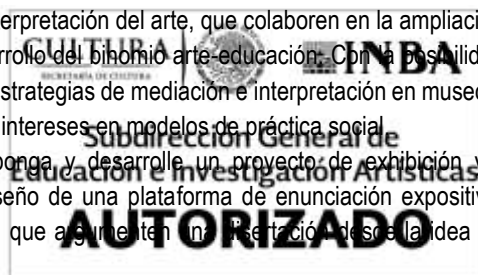 erpretación del arte, que colaboren en la ampliaci
rrollo del binomio arte-educación; Con la posibilid
CULTURA
SECRETARÍA DE CULTURA
INBA
strategias de mediación e interpretación en museo
intereses en modelos de práctica social
Subdirección General de
ponga y desarrolle un proyecto de exhibición y
Educación e Investigación Artísticas
seño de una plataforma de enunciación expositiv
que argumenten una disertación desde la idea
AUTORIZADO